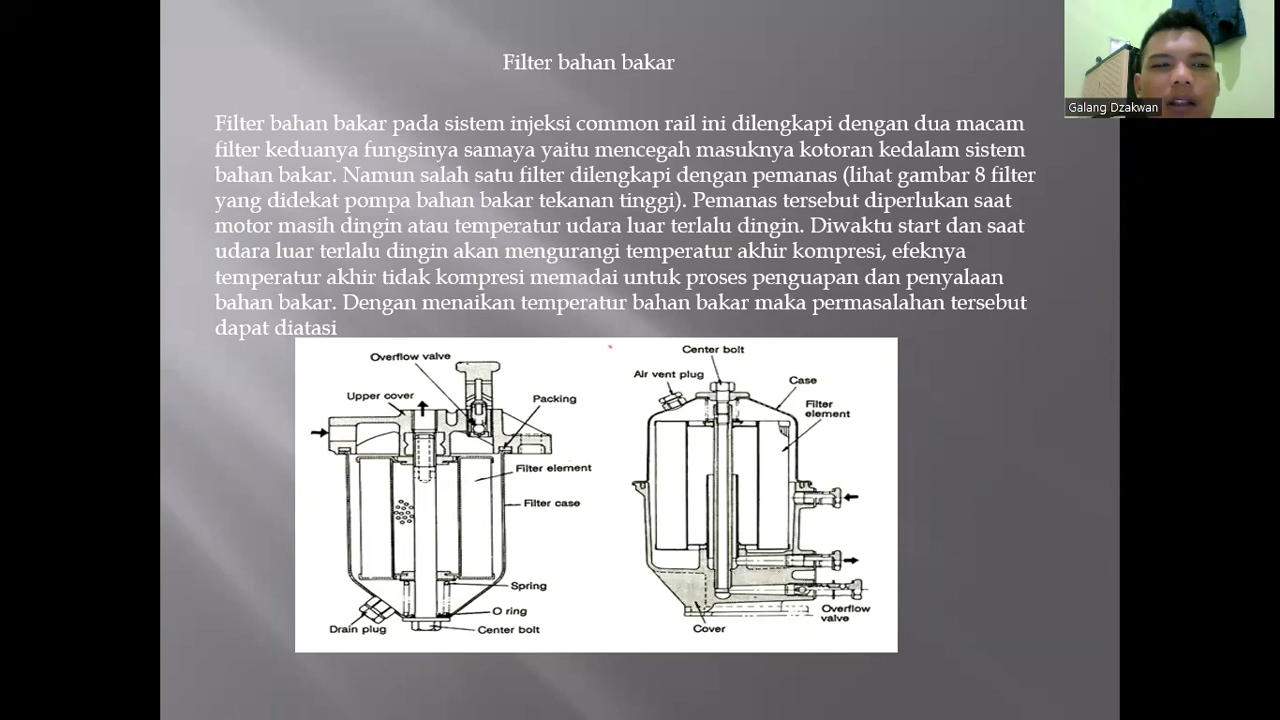 Filter bahan bakar
Galang Dzakwan
Filter bahan bakar pada sistem injeksi common rail ini dilengkapi dengan dua macam
filter keduanya fungsinya samaya yaitu mencegah masuknya kotoran kedalam sistem
bahan bakar. Namun salah satu filter dilengkapi dengan pemanas (lihat gambar 8 filter
yang didekat pompa bahan bakar tekanan tinggi). Pemanas tersebut diperlukan saat
motor masih dingin atau temperatur udara luar terlalu dingin. Diwaktu start dan saat
udara luar terlalu dingin akan mengurangi temperatur akhir kompresi, efeknya
temperatur akhir tidak kompresi memadai untuk proses penguapan dan penyalaan
bahan bakar. Dengan menaikan temperatur bahan bakar maka permasalahan tersebut
dapat diatasi
Overflow valve
Upper cover
Packing
Filter element
Filter case
Spring
O ring
Drain plug
Center bolt
Center bolt
Air vent plug
Case
Filter
element
Overflow
valve
Cover